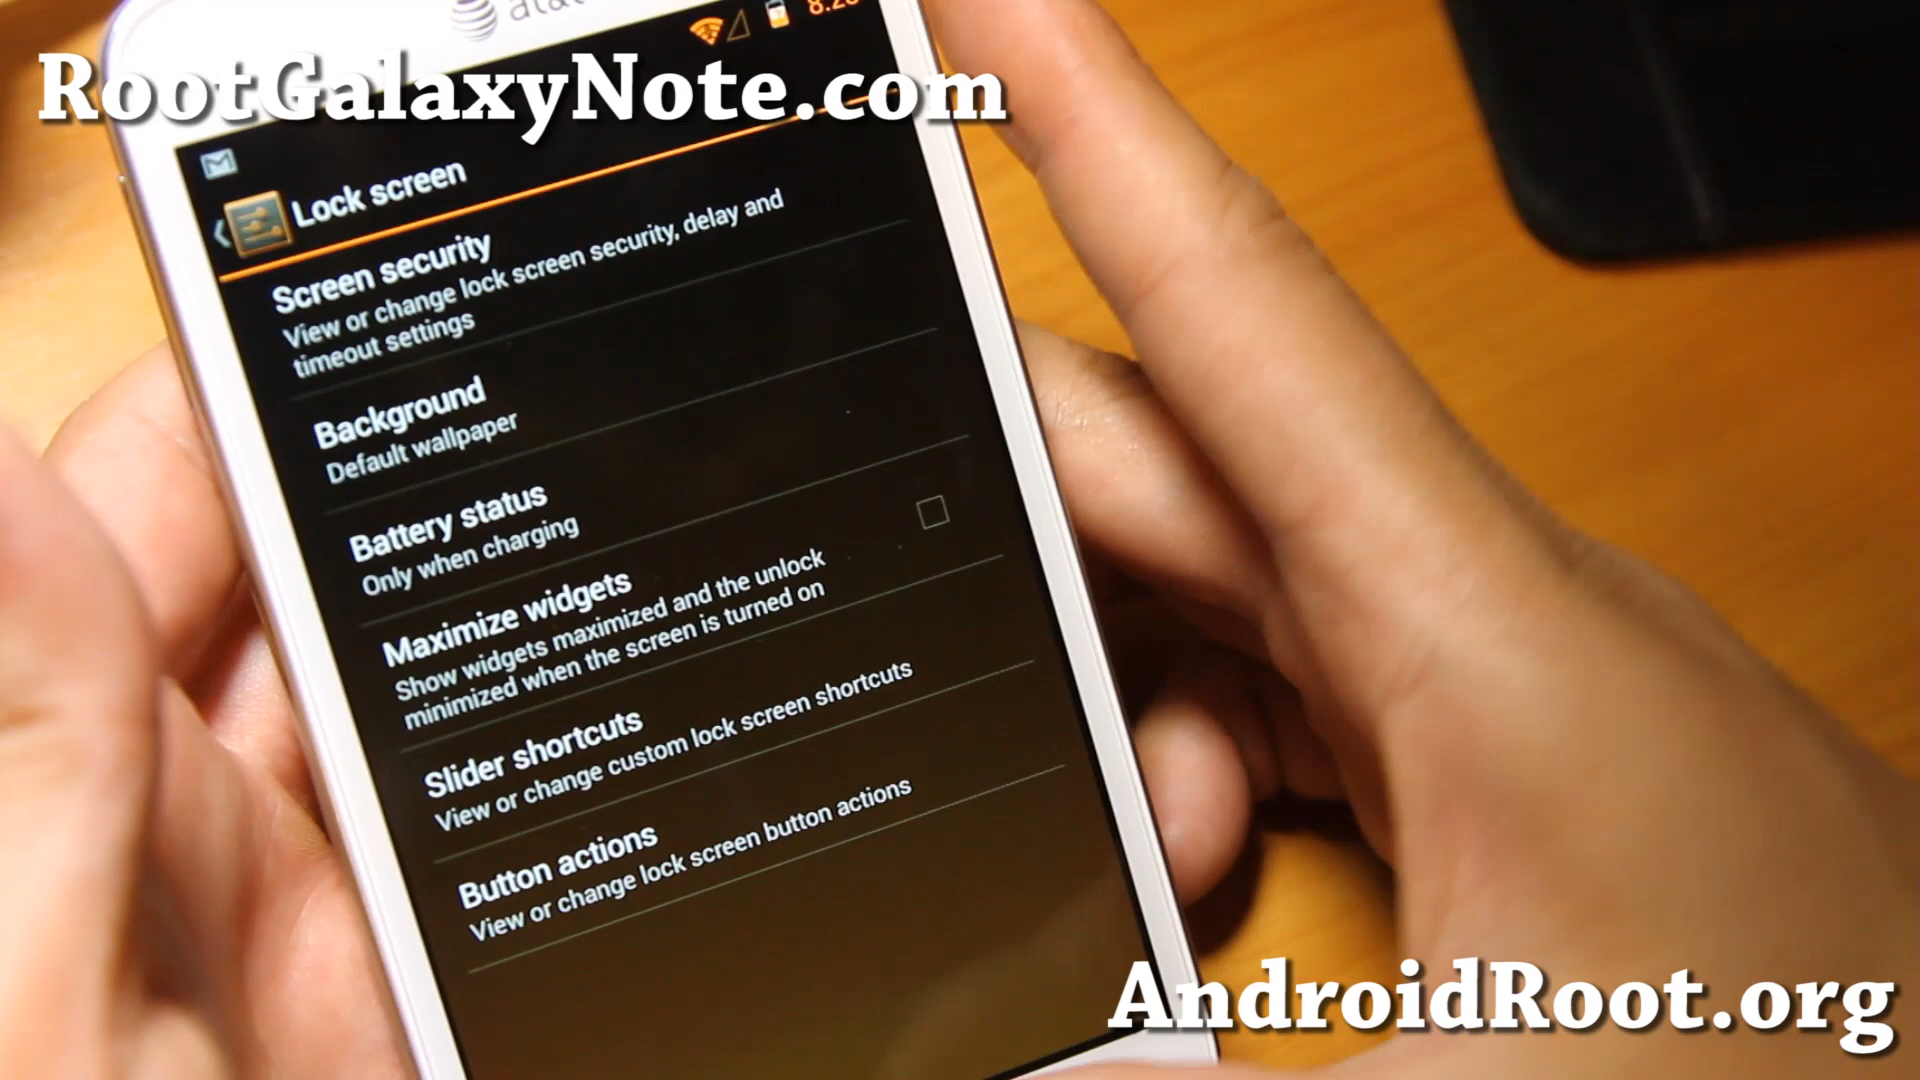 at&t
RootGalaxyNote.com
Lock screen
Screen security
View or change lock screen security, delay and
timeout settings
Background
Default wallpaper
Battery status
Only when charging
Maximize widgets
Show widgets maximized and the unlock
minimized when the screen is turned on
Slider shortcuts
View or change custom lock screen shortcuts
Button actions
View or change lock screen button actions
AndroidRoot.org